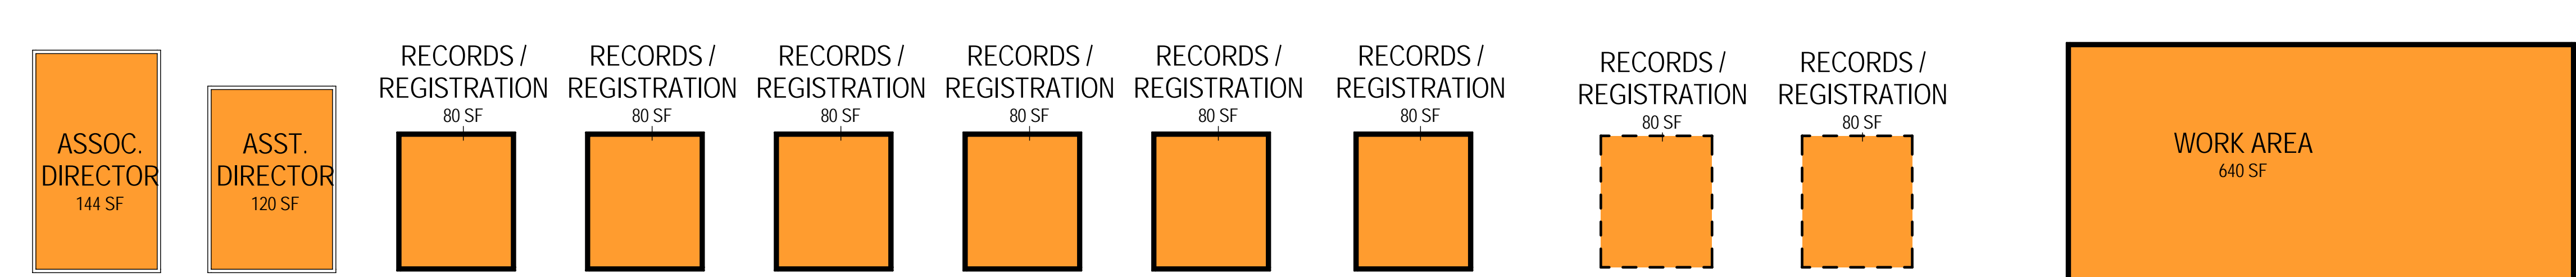 ASSOC.
DIRECTOR
144 SF
ASST.
DIRECTOR
120 SF
RECORDS /
REGISTRATION
80 SF
RECORDS /
REGISTRATION
80 SF
RECORDS /
REGISTRATION
80 SF
RECORDS /
REGISTRATION
80 SF
RECORDS /
REGISTRATION
80 SF
RECORDS /
REGISTRATION
80 SF
RECORDS /
REGISTRATION
80 SF
RECORDS /
REGISTRATION
80 SF
WORK AREA
640 SF